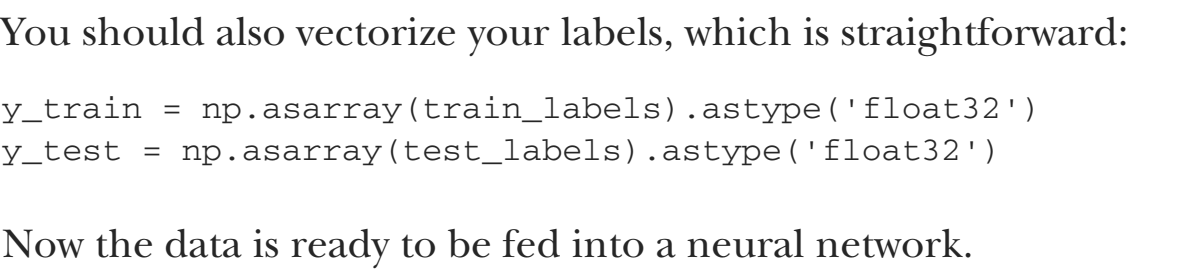 You should also vectorize your labels, which is straightforward:
y_train = np.asarray(train_labels).astype('float32')
y_test = np.asarray(test_labels).astype('float32')
Now the data is ready to be fed into a neural network.